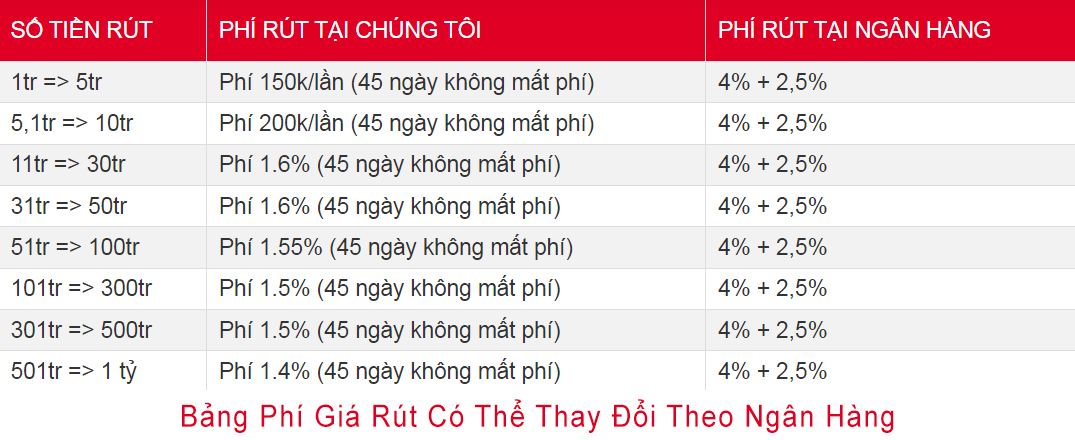 SỐ TIỀN RÚT PHÍ RÚT TẠI CHÚNG TÔI PHÍ RÚT TẠI NGÂN HÀNG
1tr => 5tr Phí 150k/lần (45 ngày không mất phí) 4% + 2,5%
5,1tr => 10tr Phí 200k/lần (45 ngày không mất phí) 4% + 2,5%
11tr => 30tr Phí 1.6% (45 ngày không mất phí) 4% + 2,5%
31tr => 50tr Phí 1.6% (45 ngày không mất phí) 4% + 2,5%
51tr => 100tr Phí 1.55% (45 ngày không mất phí) 4% + 2,5%
101tr => 300tr Phí 1.5% (45 ngày không mất phí) 4% + 2,5%
301tr => 500tr Phí 1.5% (45 ngày không mất phí) 4% + 2,5%
501tr => 1 tỷ Phí 1.4% (45 ngày không mất phí) 4% + 2,5%
Bảng Phí Giá Rút Có Thể Thay Đổi Theo Ngân Hàng